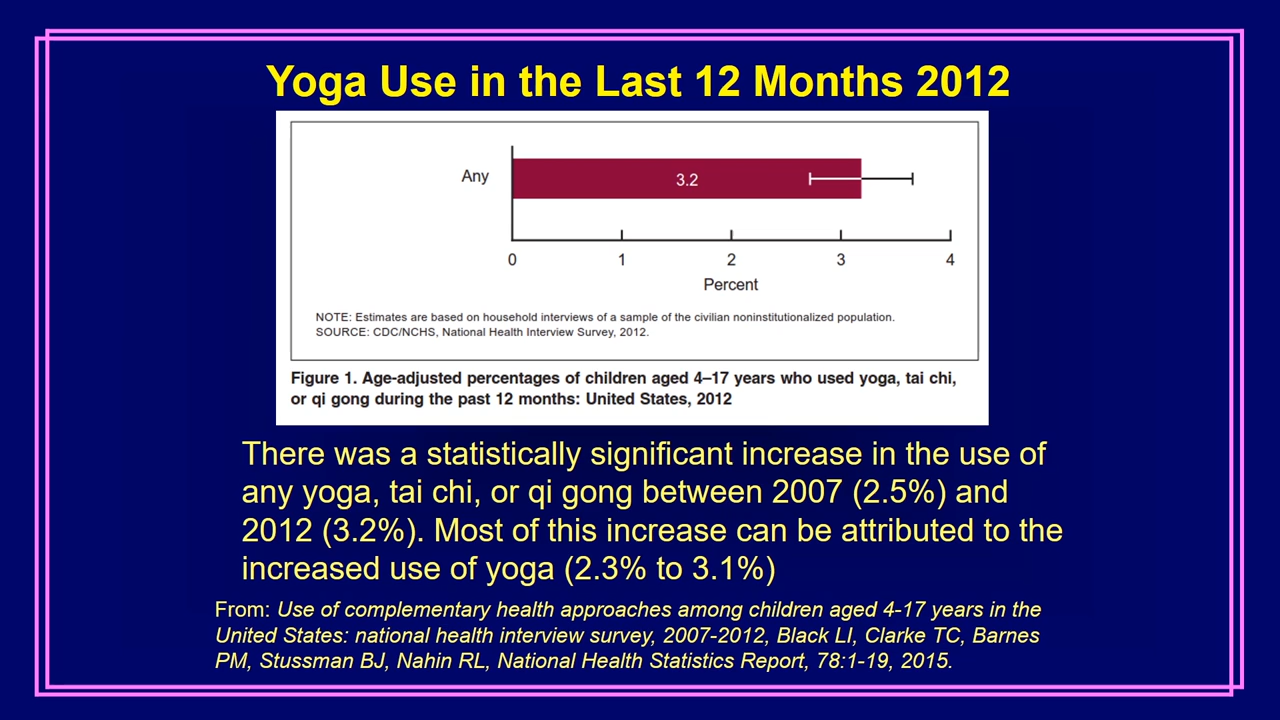 Yoga Use in the Last 12 Months 2012
Any
3.2
0 1 2 3 4
Percent
NOTE: Estimates are based on household interviews of a sample of the civilian noninstitutionalized population.
SOURCE: CDC/NCHS, National Health Interview Survey, 2012.
Figure 1. Age-adjusted percentages of children aged 4–17 years who used yoga, tai chi,
or qi gong during the past 12 months: United States, 2012
There was a statistically significant increase in the use of
any yoga, tai chi, or qi gong between 2007 (2.5%) and
2012 (3.2%). Most of this increase can be attributed to the
increased use of yoga (2.3% to 3.1%)
From: Use of complementary health approaches among children aged 4-17 years in the
United States: national health interview survey, 2007-2012, Black LI, Clarke TC, Barnes
PM, Stussman BJ, Nahin RL, National Health Statistics Report, 78:1-19, 2015.